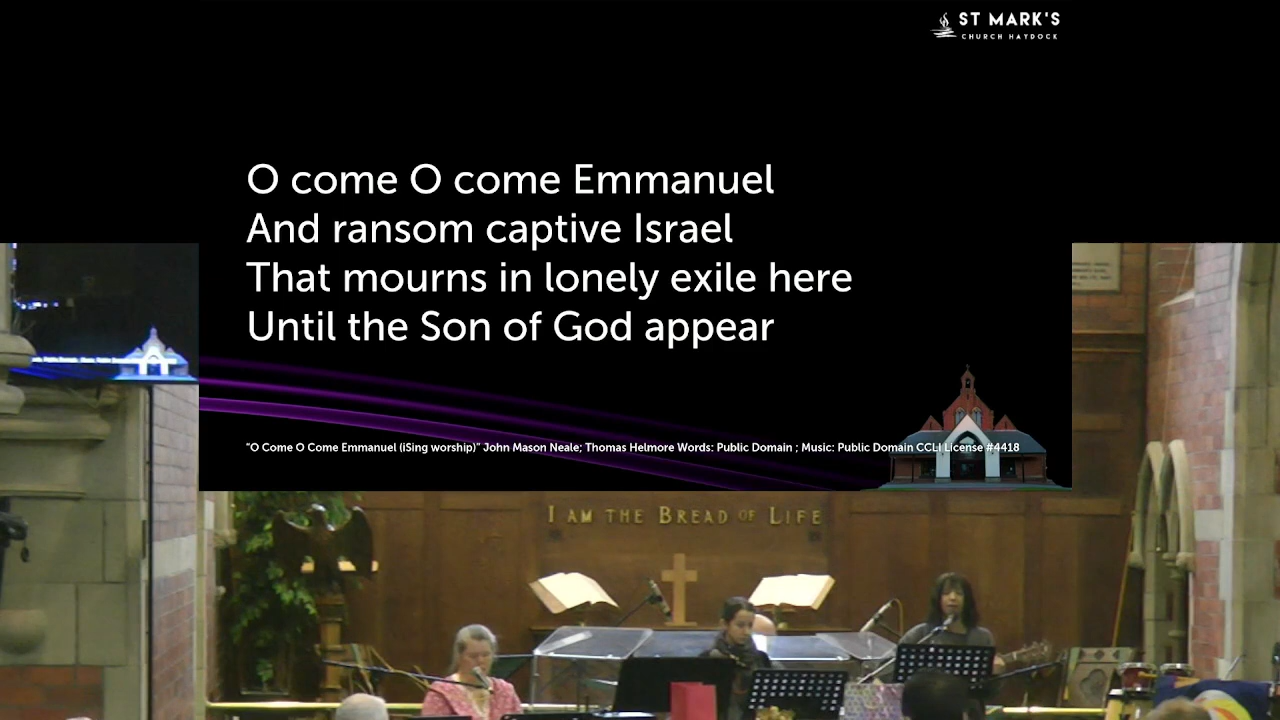 ST MARK'S
CHURCH HAYDOCK
O come O come Emmanuel
And ransom captive Israel
That mourns in lonely exile here
Until the Son of God appear
"O Come O Come Emmanuel (iSing worship)" John Mason Neale; Thomas Helmore Words: Public Domain ; Music: Public Domain CCLI License #4418
I AM THE BREAD OF LIFE